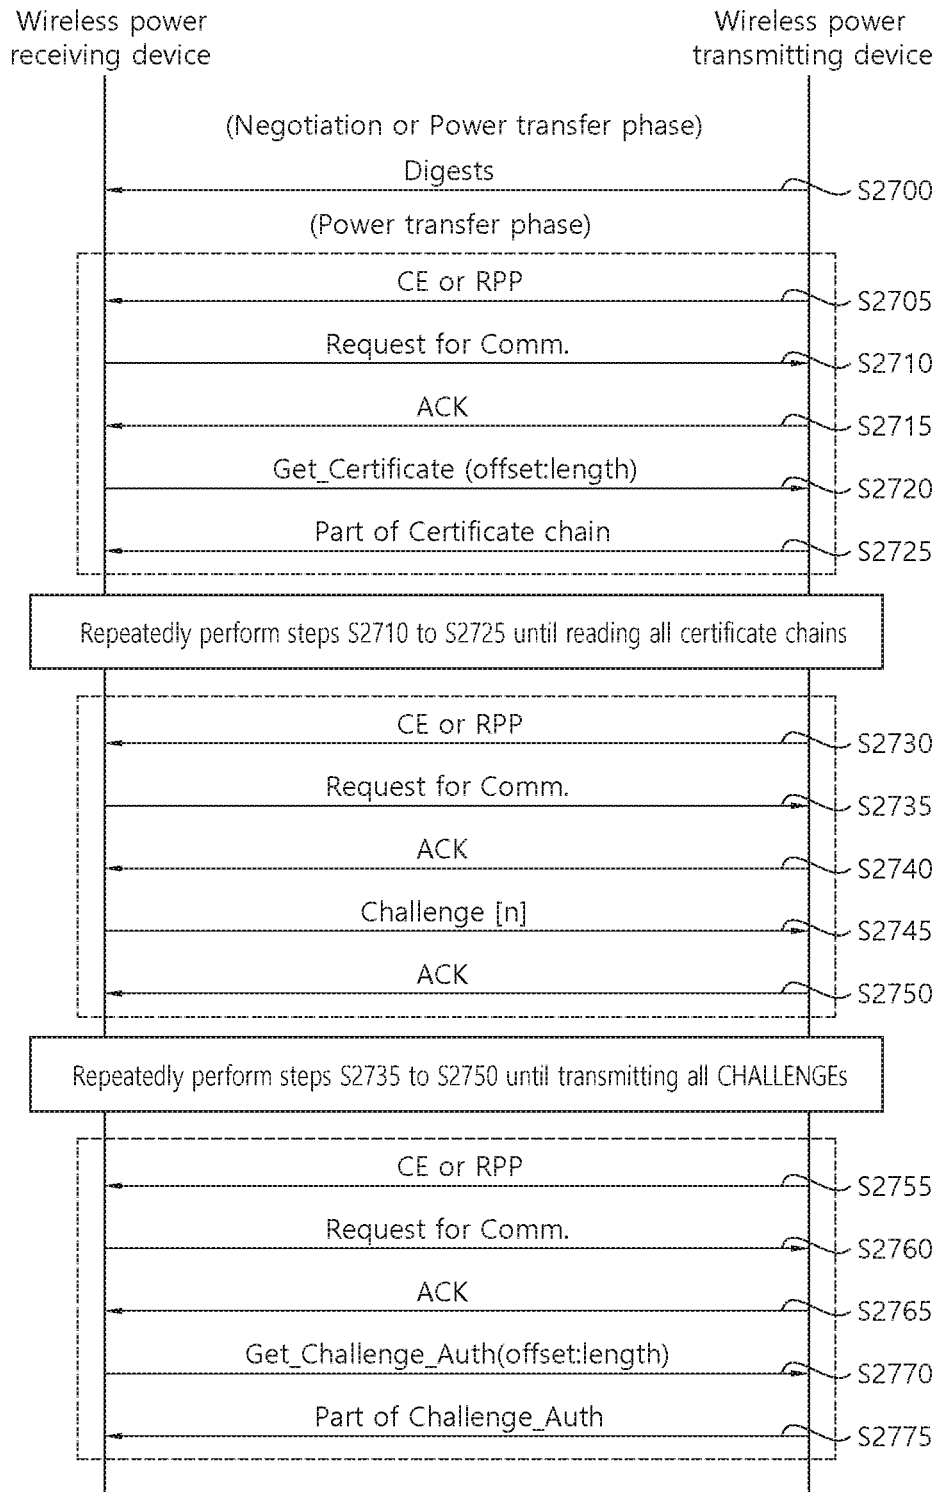 Wireless power
receiving device
Wireless power
transmitting device
(Negotiation or Power transfer phase)
Digests
S2700
(Power transfer phase)
CE or RPP
S2705
Request for Comm.
S2710
ACK
S2715
Get_Certificate (offset:length)
S2720
Part of Certificate chain
S2725
Repeatedly perform steps S2710 to S2725 until reading all certificate chains
CE or RPP
S2730
Request for Comm.
S2735
ACK
S2740
Challenge [n]
S2745
ACK
S2750
Repeatedly perform steps S2735 to S2750 until transmitting all CHALLENGEs
CE or RPP
S2755
Request for Comm.
S2760
ACK
S2765
Get_Challenge_Auth(offset:length)
S2770
Part of Challenge_Auth
S2775